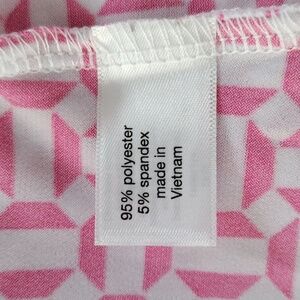 95% polyester
5% spandex
made in
Vietnam